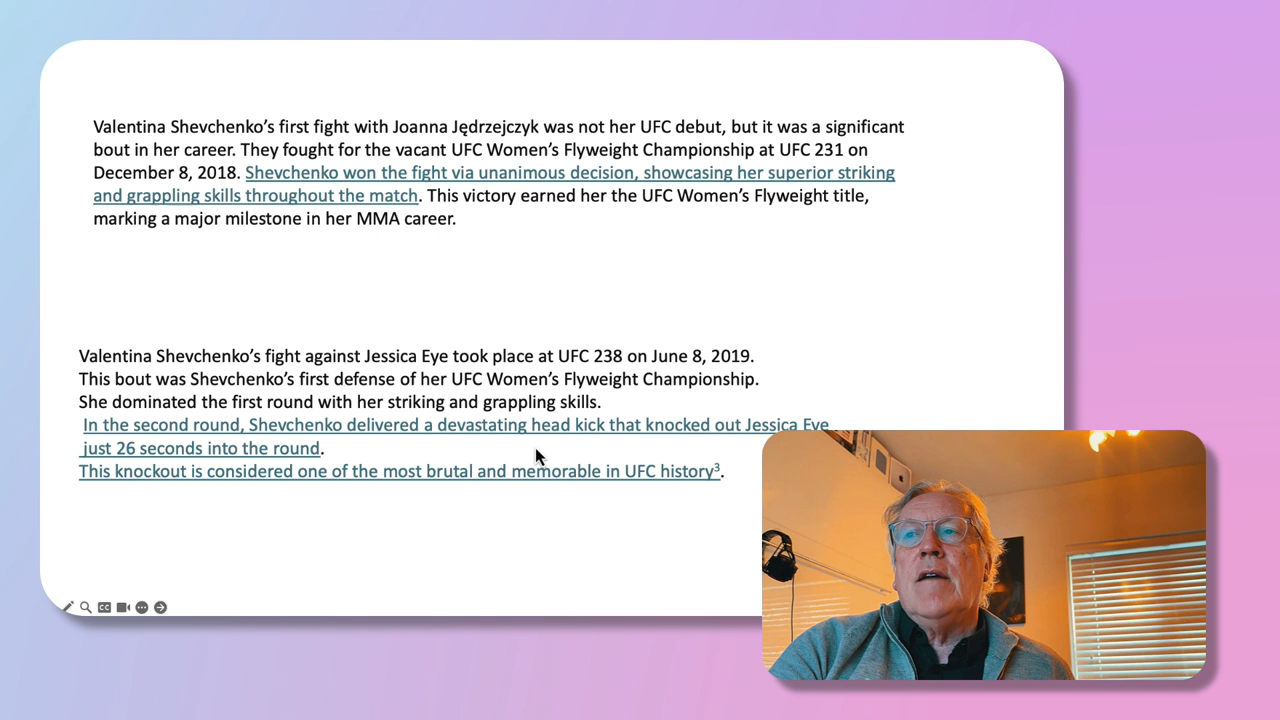 Valentina Shevchenko’s first fight with Joanna Jędrzejczyk was not her UFC debut, but it was a significant
bout in her career. They fought for the vacant UFC Women’s Flyweight Championship at UFC 231 on
December 8, 2018. Shevchenko won the fight via unanimous decision, showcasing her superior striking
and grappling skills throughout the match. This victory earned her the UFC Women’s Flyweight title,
marking a major milestone in her MMA career.
Valentina Shevchenko’s fight against Jessica Eye took place at UFC 238 on June 8, 2019.
This bout was Shevchenko’s first defense of her UFC Women’s Flyweight Championship.
She dominated the first round with her striking and grappling skills.
In the second round, Shevchenko delivered a devastating head kick that knocked out Jessica Eye
just 26 seconds into the round.
This knockout is considered one of the most brutal and memorable in UFC history³.
CC